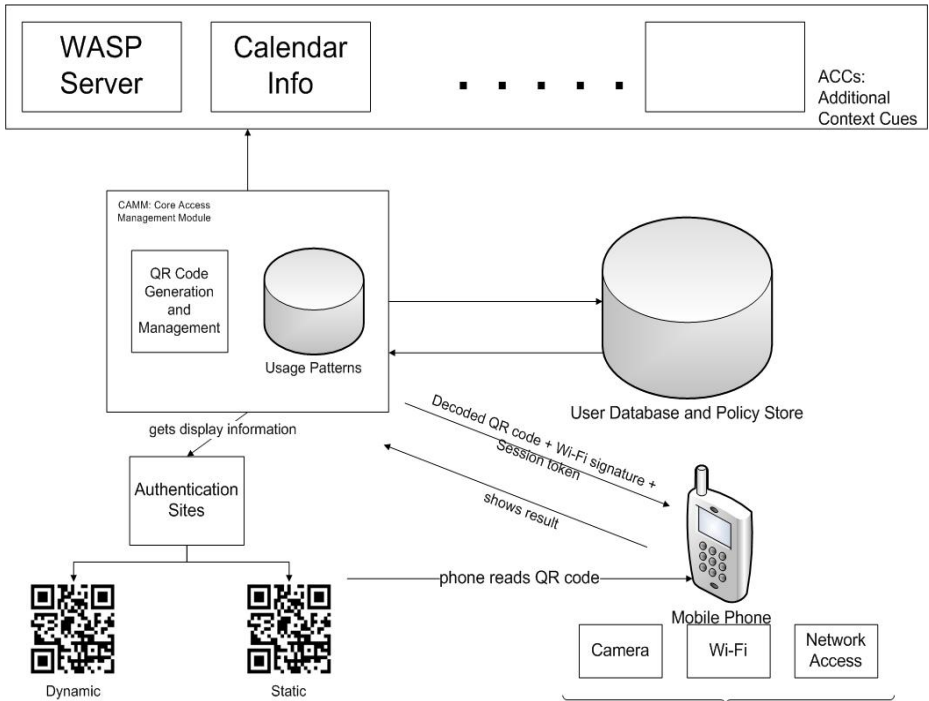 WASP
Server
Calendar
Info
. . . . .
ACCs:
Additional
Context Cues
CAMM: Core Access
Management Module
QR Code
Generation
and
Management
Usage Patterns
User Database and Policy Store
gets display information
Decoded QR code + Wi-Fi signature +
Session token
shows result
Authentication
Sites
phone reads QR code
Mobile Phone
Camera
Wi-Fi
Network
Access
Dynamic
Static